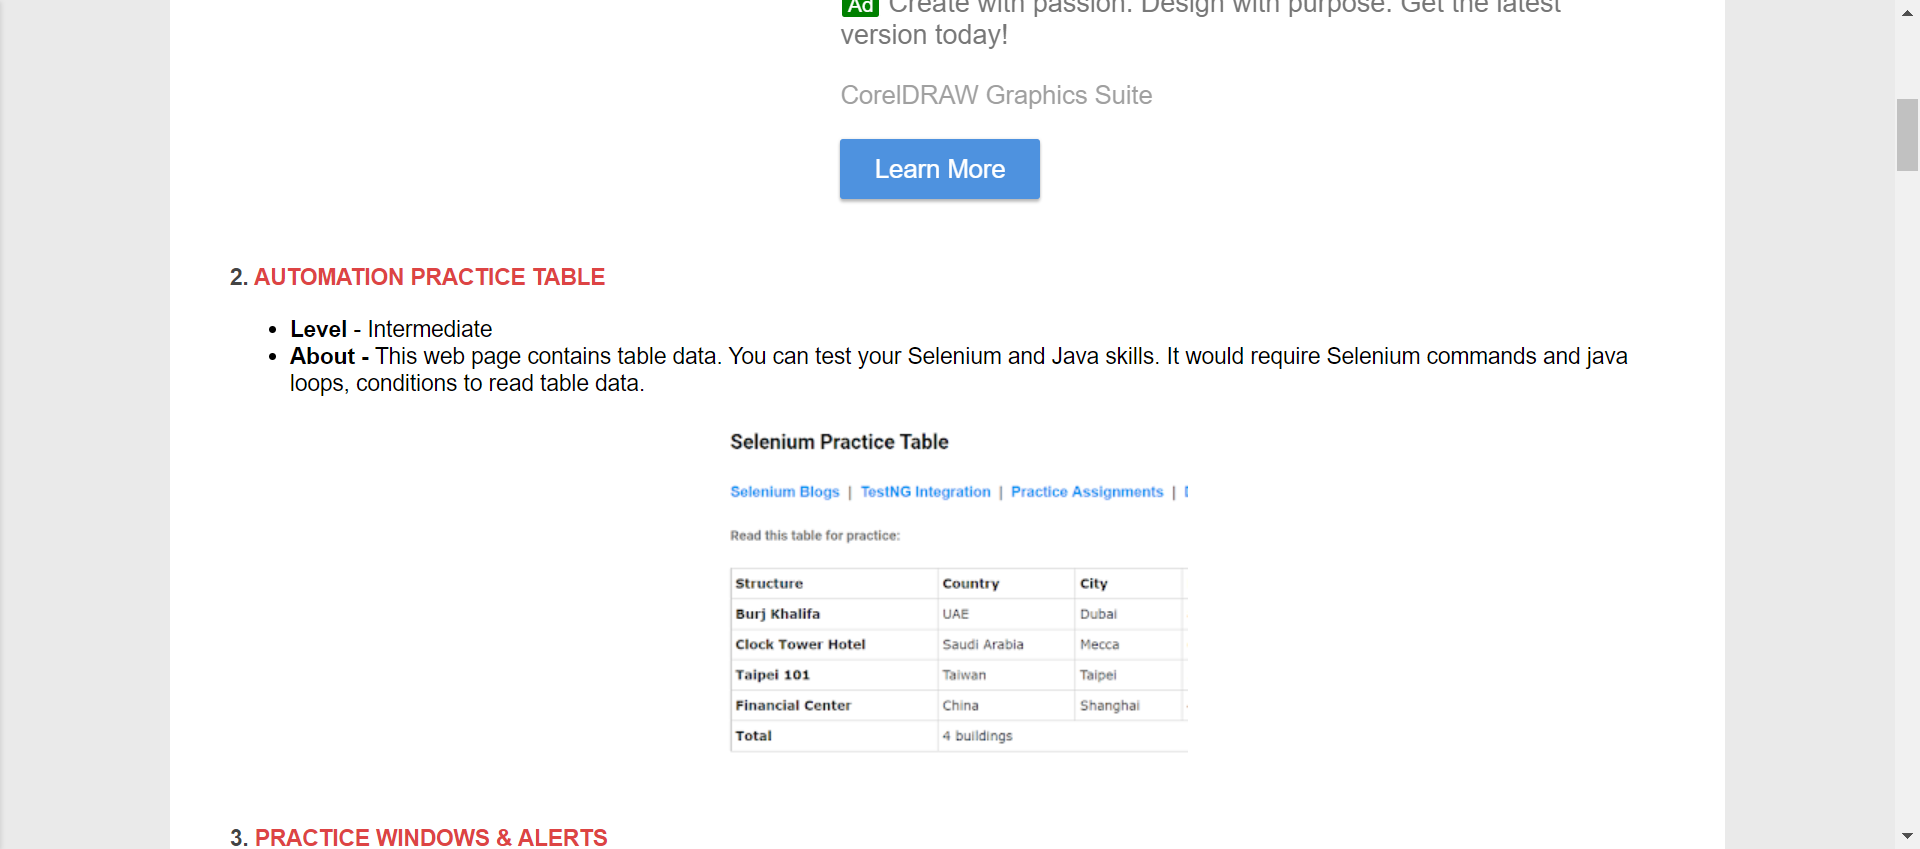 Ad Create with passion. Design with purpose. Get the latest
version today!
CorelDRAW Graphics Suite
Learn More
2. AUTOMATION PRACTICE TABLE
• Level - Intermediate
• About - This web page contains table data. You can test your Selenium and Java skills. It would require Selenium commands and java
loops, conditions to read table data.
Selenium Practice Table
Selenium Blogs | TestNG Integration | Practice Assignments |
Read this table for practice:
Structure Country City
Burj Khalifa UAE Dubai
Clock Tower Hotel Saudi Arabia Mecca
Taipei 101 Taiwan Taipei
Financial Center China Shanghai
Total 4 buildings
3. PRACTICE WINDOWS & ALERTS